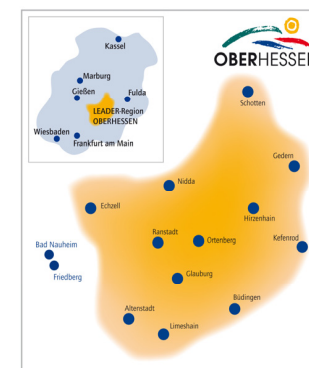 Kassel
Marburg
Gießen
Fulda
LEADER-Region
OBERHESSEN
Wiesbaden
Frankfurt am Main
OBERHESSEN
Schotten
Gedern
Nidda
Echzell
Hirzenhain
Ranstadt
Ortenberg
Kefenrod
Bad Nauheim
Friedberg
Glauburg
Büdingen
Altenstadt
Limeshain